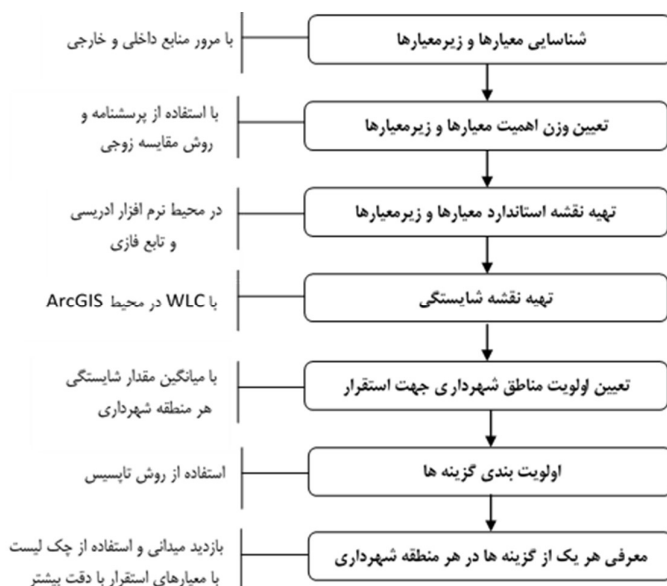 شناسایی معیارها و زیرمعیارها
با مرور منابع داخلی و خارجی
تعیین وزن اهمیت معیارها و زیرمعیارها
با استفاده از پرسشنامه و
روش مقایسه زوجی
تهیه نقشه استاندارد معیارها و زیرمعیارها
در محیط نرم افزار ادریسی
و تابع فازی
تهیه نقشه شایستگی
با WLC در محیط ArcGIS
تعیین اولویت مناطق شهرداری جهت استقرار
با میانگین مقدار شایستگی
هر منطقه شهرداری
اولویت بندی گزینه ها
استفاده از روش تاپسیس
معرفی هر یک از گزینه ها در هر منطقه شهرداری
بازدید میدانی و استفاده از چک لیست
با معیارهای استقرار با دقت بیشتر